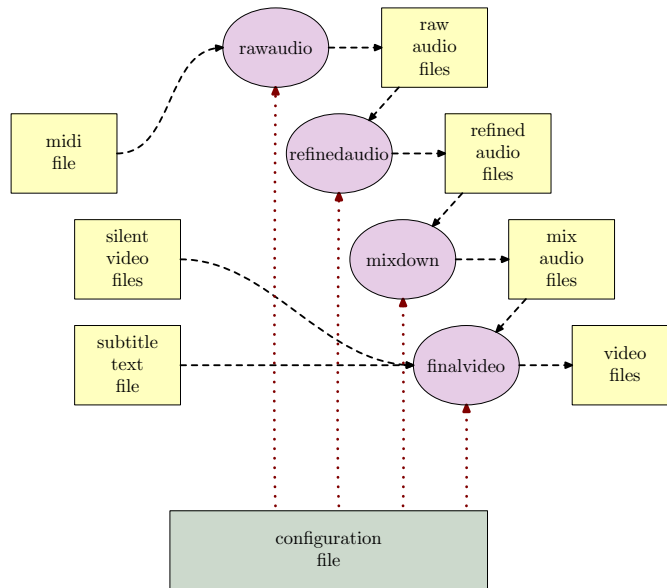 rawaudio
raw
audio
files
midi
file
refinedaudio
refined
audio
files
silent
video
files
mixdown
mix
audio
files
subtitle
text
file
finalvideo
video
files
configuration
file